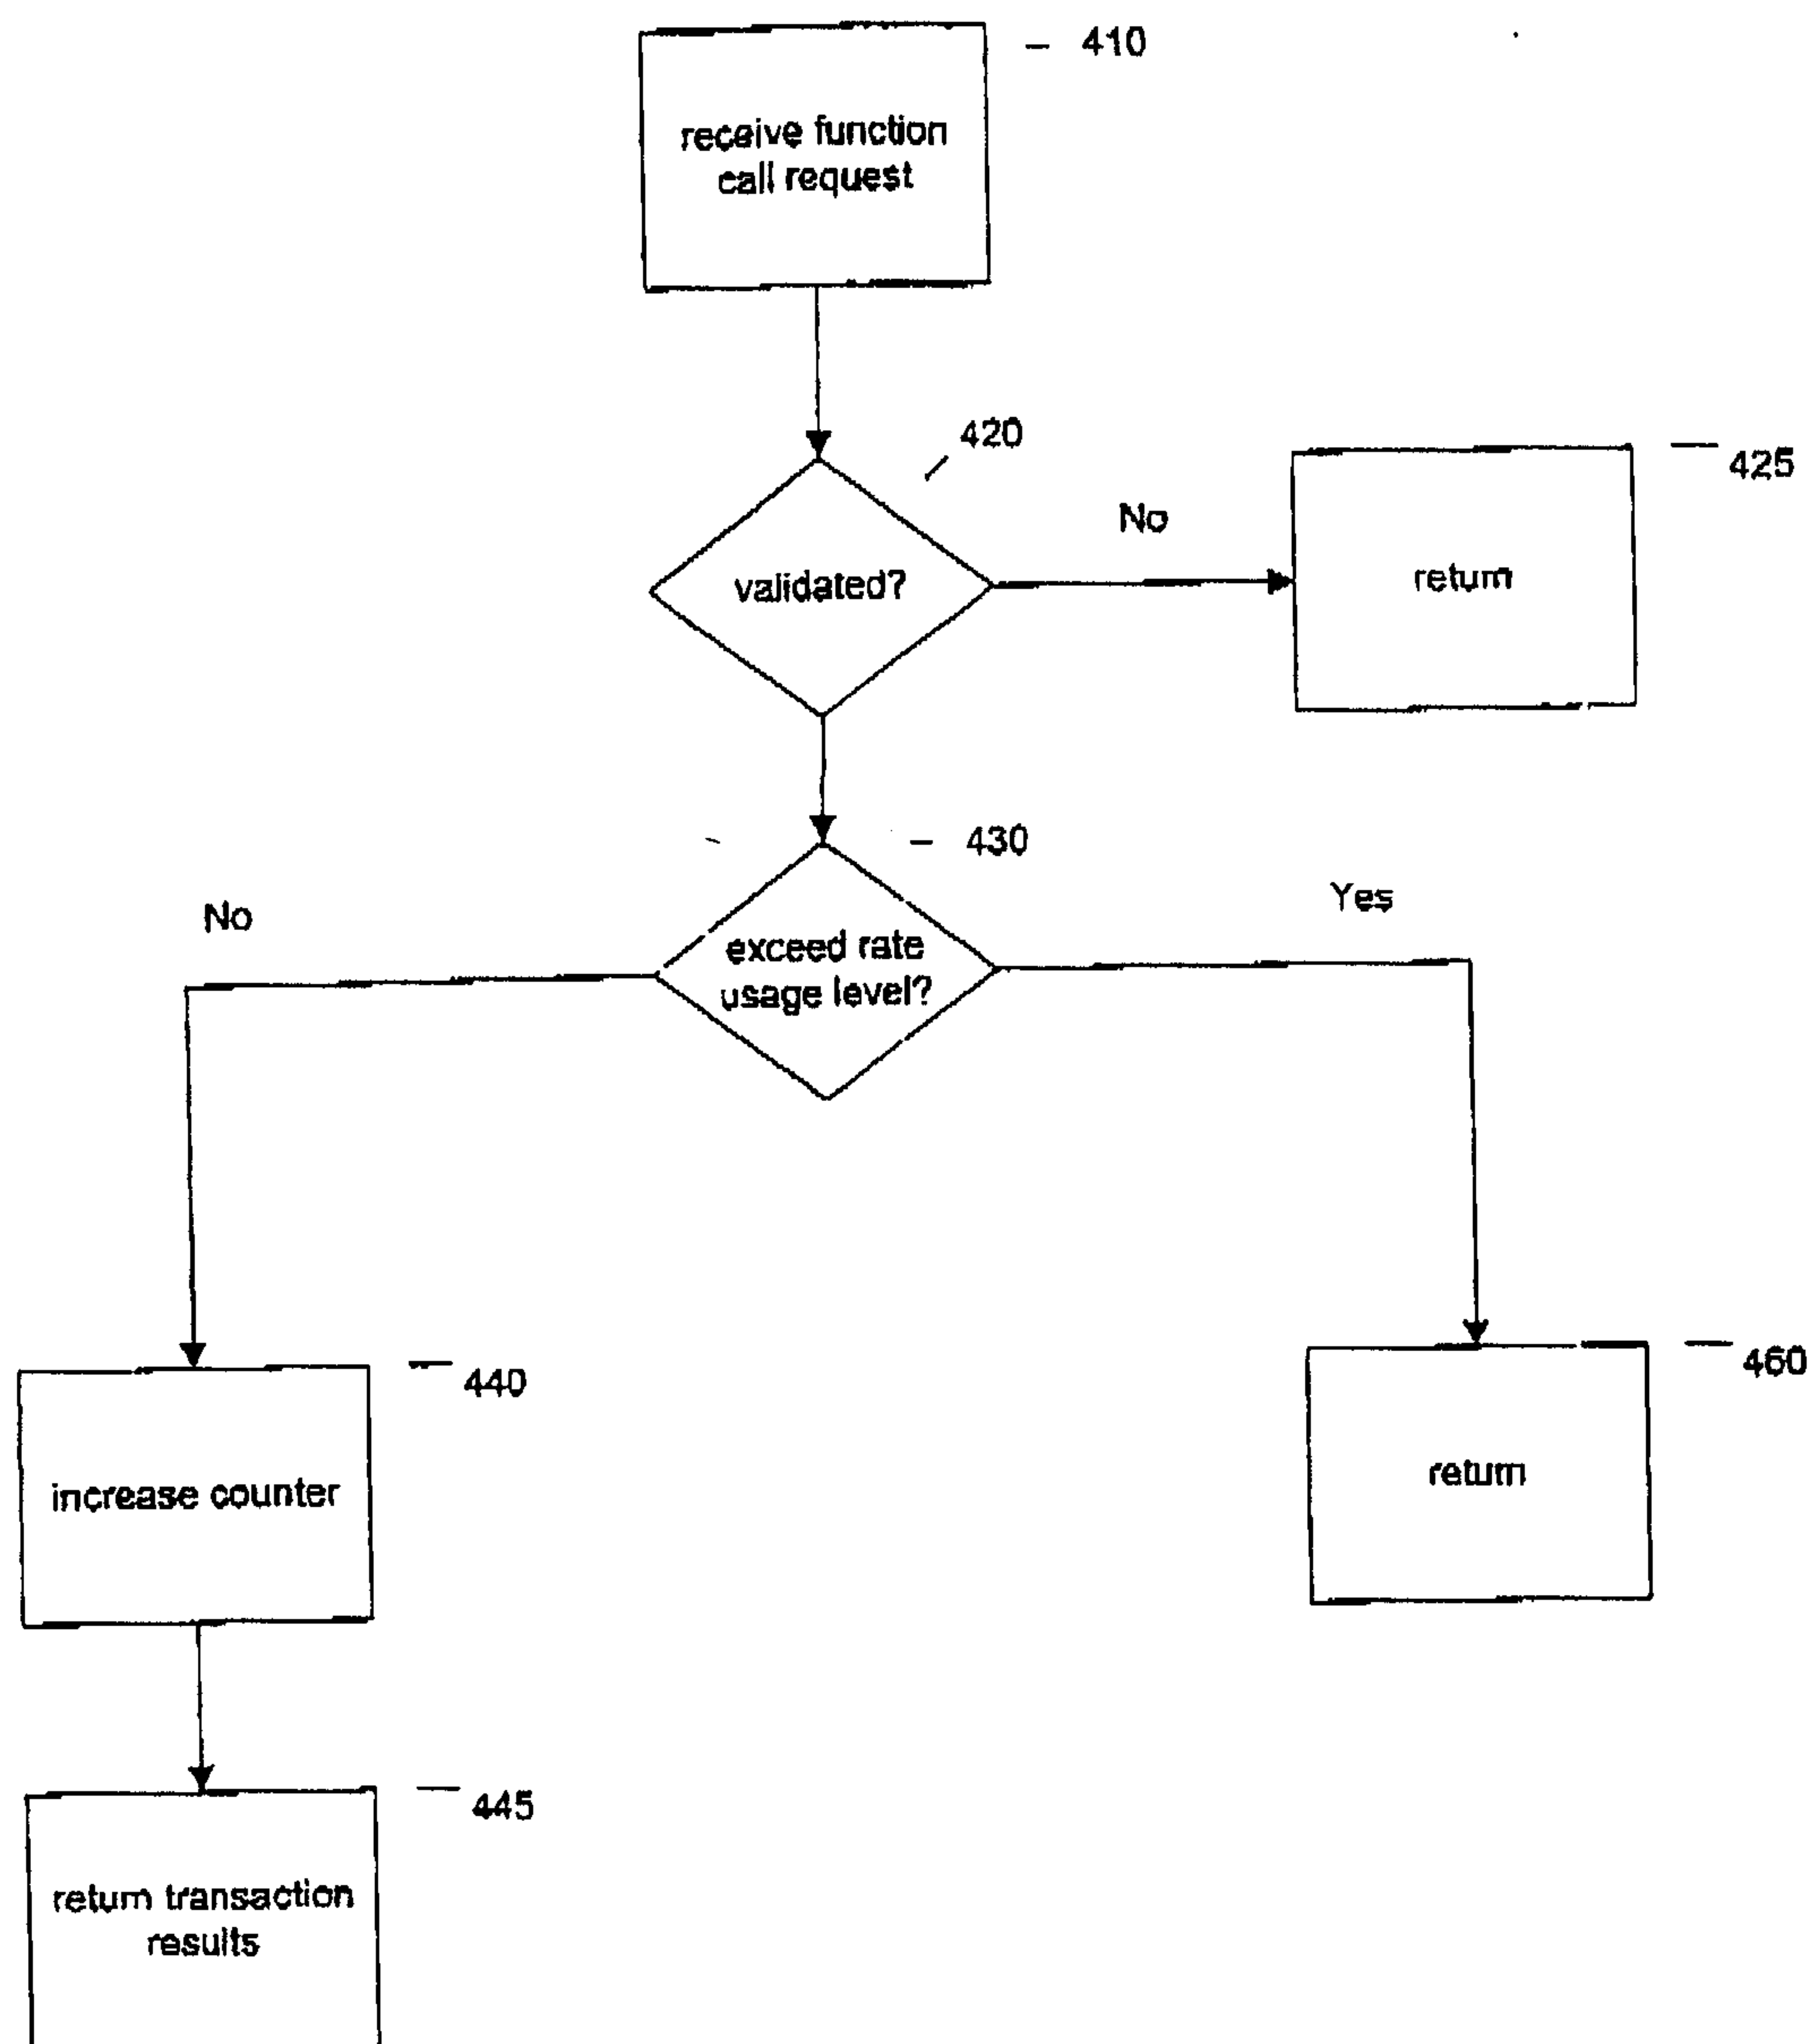 410
receive function
call request
420
validated?
No
return
425
430
exceed rate
usage level?
No
Yes
440
increase counter
460
return
445
return transaction
results